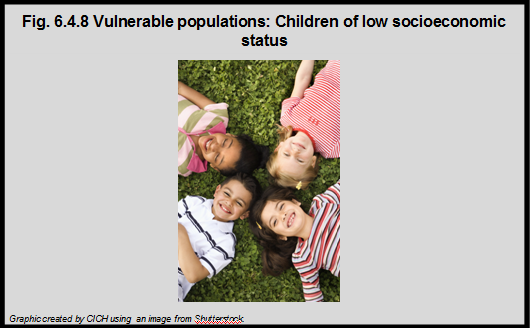 Fig. 6.4.8 Vulnerable populations: Children of low socioeconomic
status
Graphic created by CICH using an image from Shutterstock.